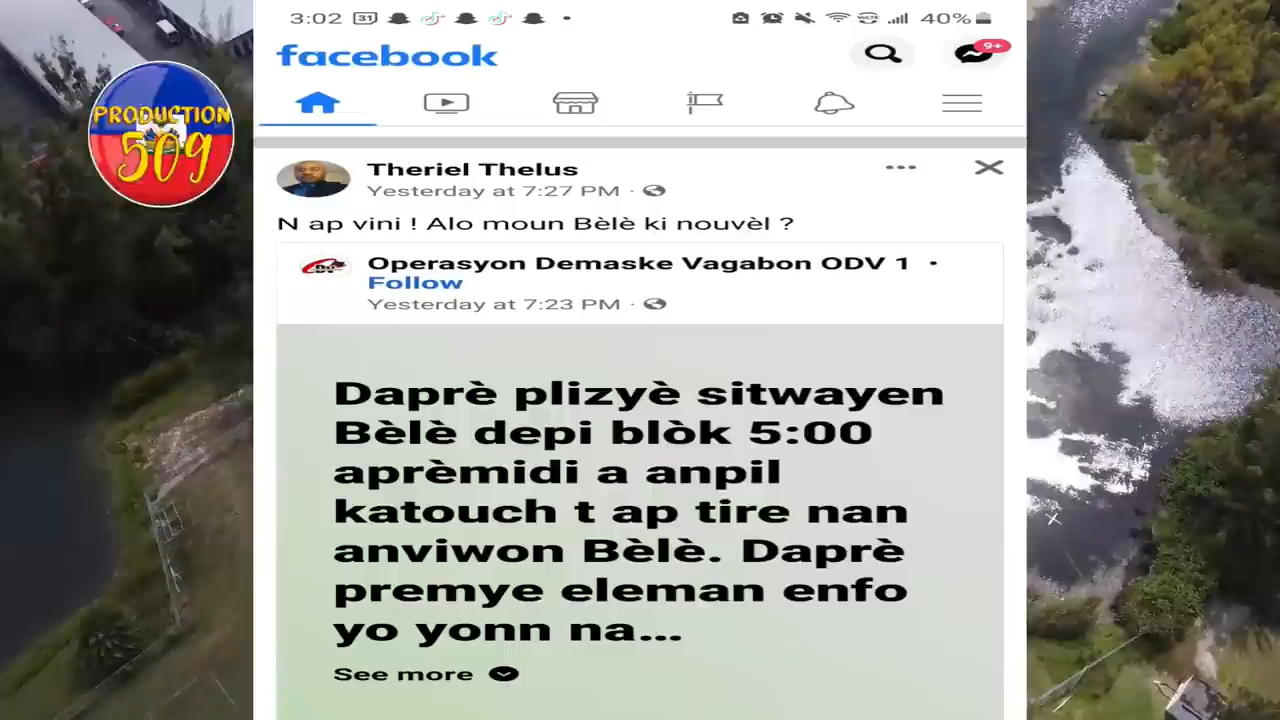 3:02
31
40%
facebook
9+
PRODUCTION
509
Theriel Thelus
Yesterday at 7:27 PM ·
N ap vini ! Alo moun Bèlè ki nouvèl ?
Operasyon Demaske Vagabon ODV 1 ·
Follow
Yesterday at 7:23 PM ·
Daprè plizyè sitwayen
Bèlè depi blòk 5:00
aprèmidi a anpil
katouch t ap tire nan
anviwon Bèlè. Daprè
premye eleman enfo
yo yonn na...
See more